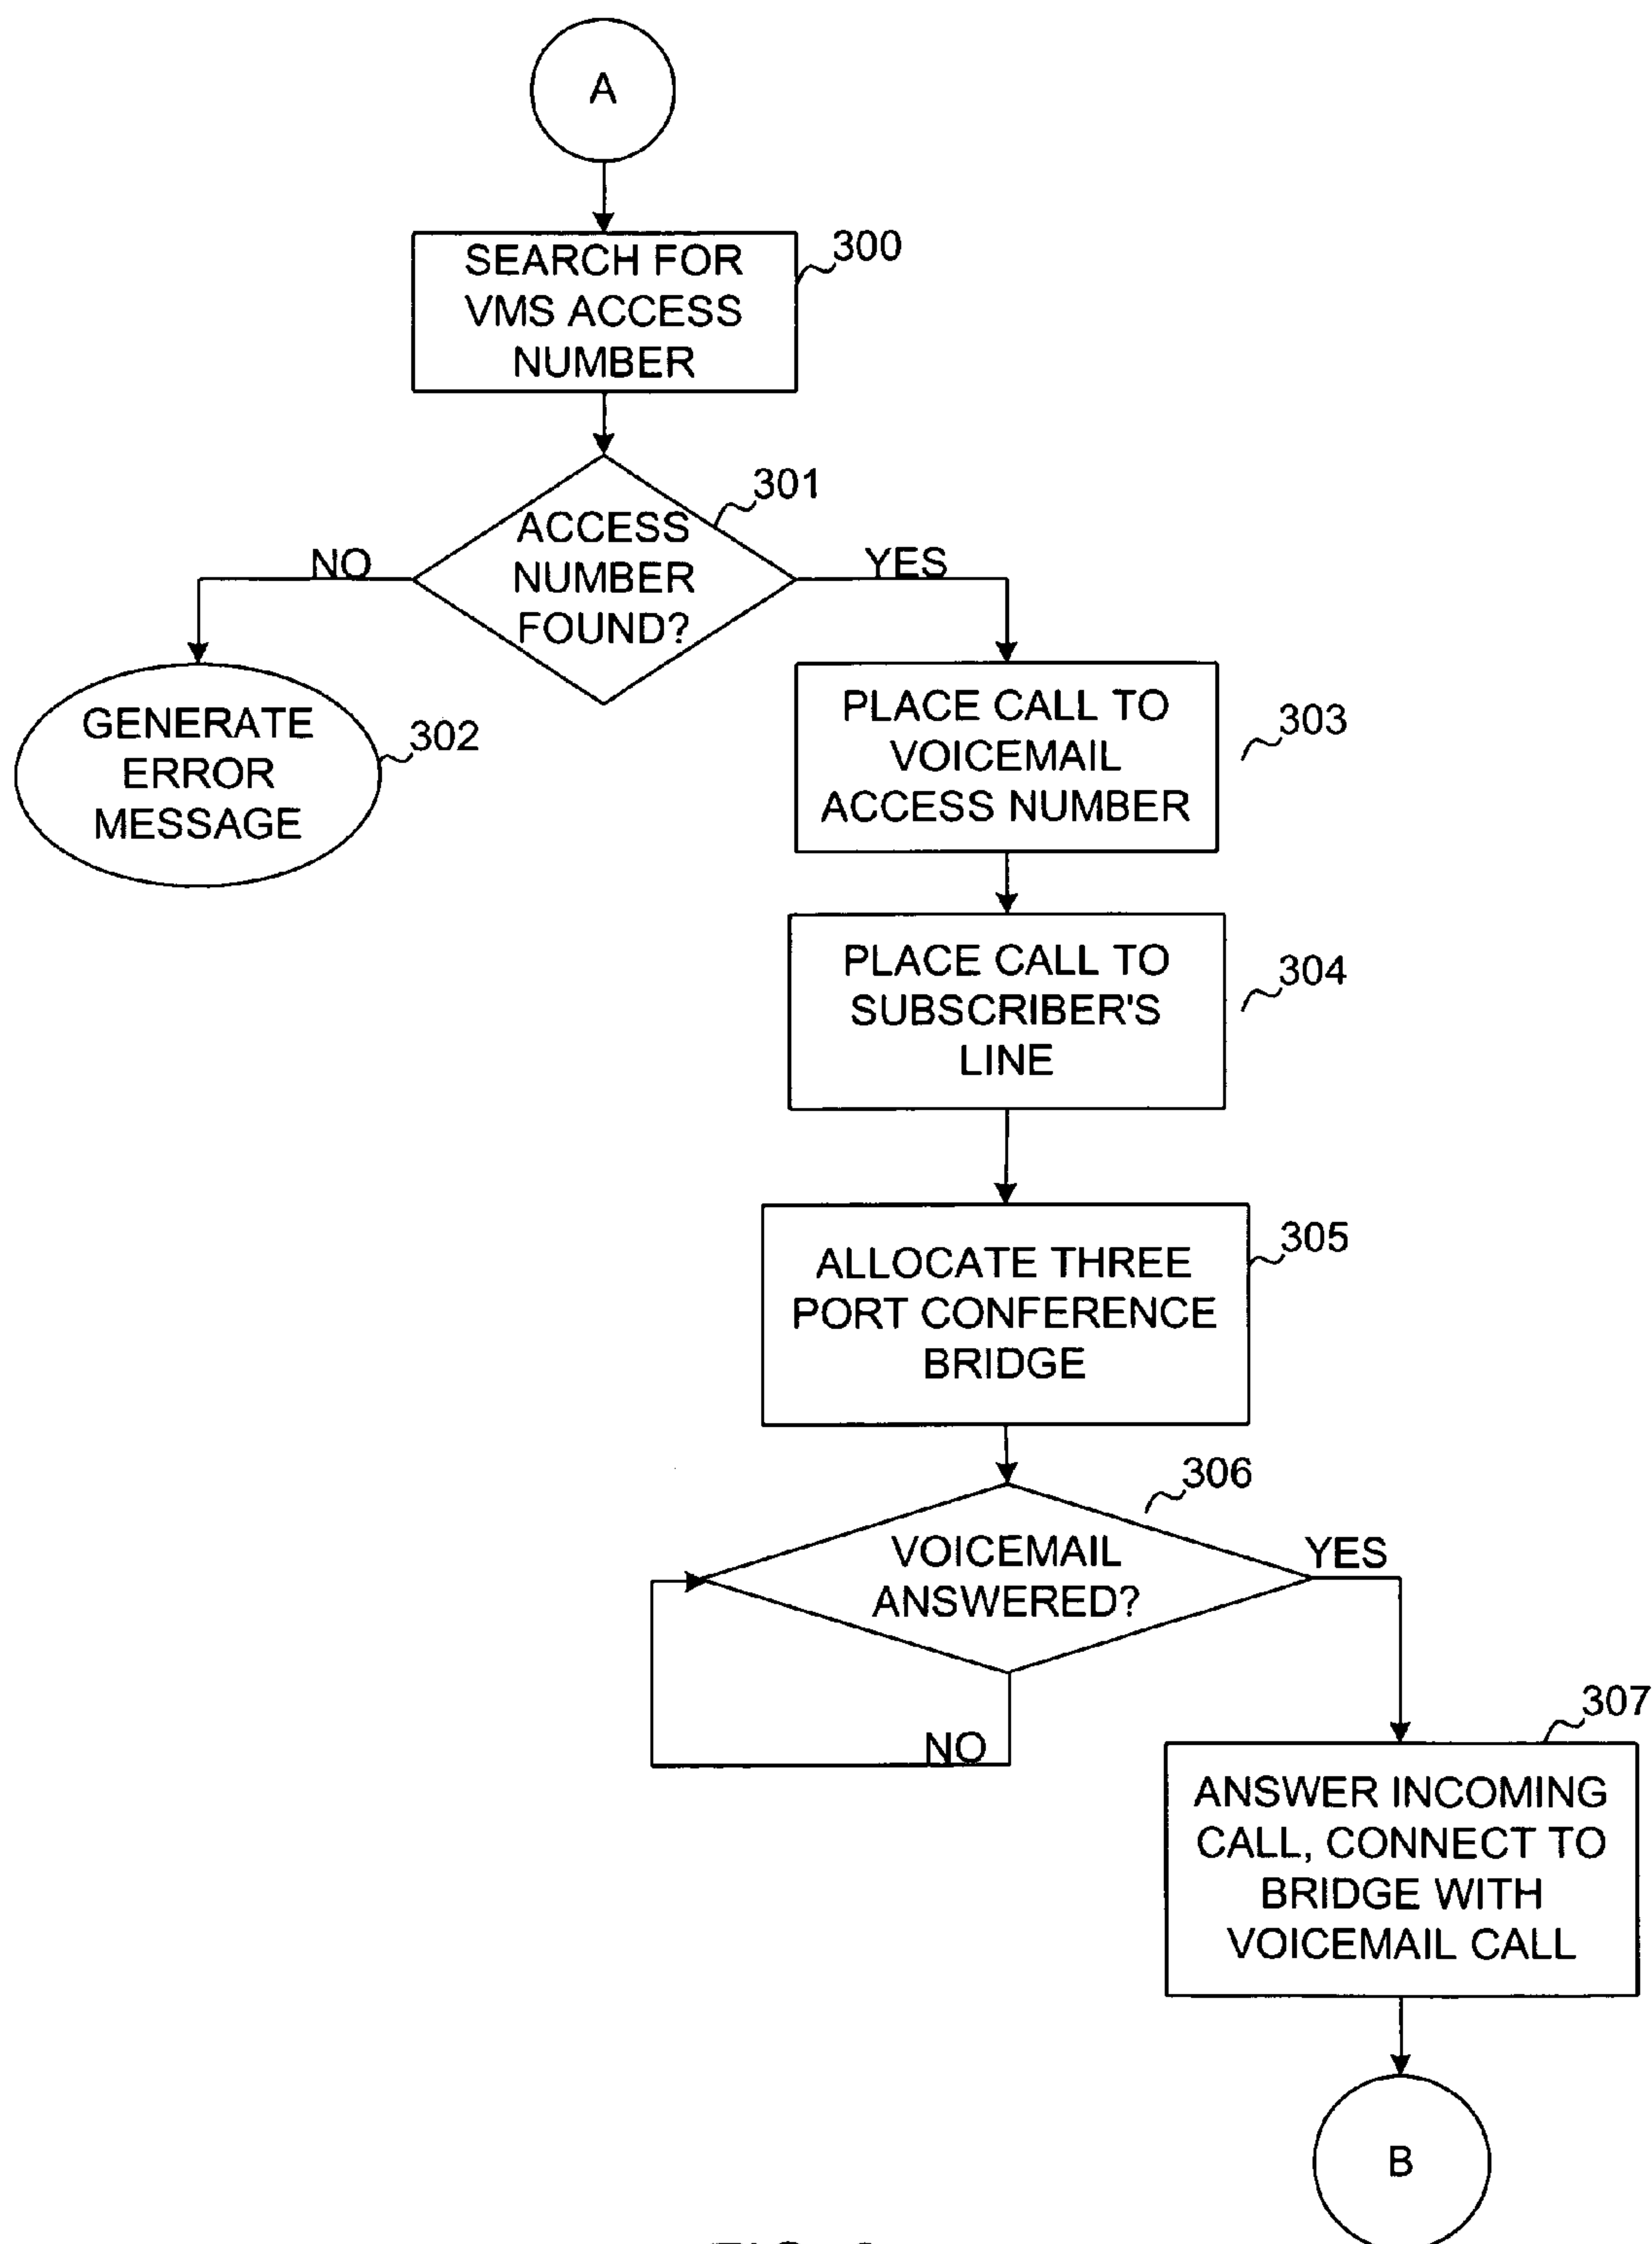 A
SEARCH FOR
VMS ACCESS
NUMBER
300
ACCESS
NUMBER
FOUND?
301
NO
YES
GENERATE
ERROR
MESSAGE
302
PLACE CALL TO
VOICEMAIL
ACCESS NUMBER
303
PLACE CALL TO
SUBSCRIBER'S
LINE
304
ALLOCATE THREE
PORT CONFERENCE
BRIDGE
305
VOICEMAIL
ANSWERED?
306
YES
NO
ANSWER INCOMING
CALL, CONNECT TO
BRIDGE WITH
VOICEMAIL CALL
307
B